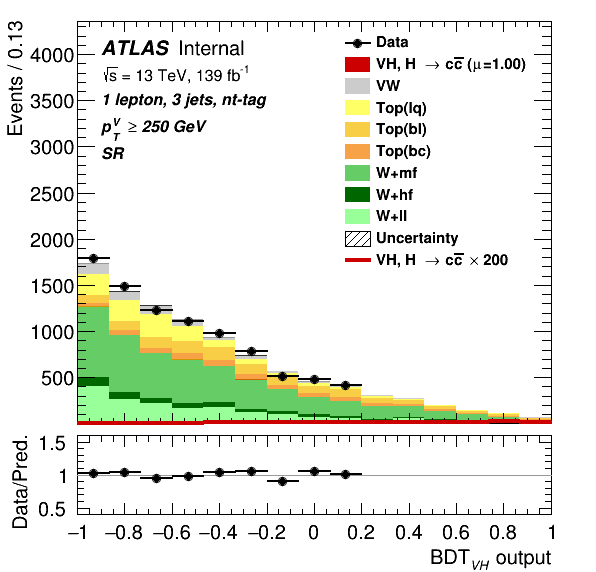 ATLAS Internal
√s = 13 TeV, 139 fb⁻¹
1 lepton, 3 jets, nt-tag
p_T^V ≥ 250 GeV
SR
Data
VH, H → cc̅ (μ=1.00)
VW
Top(lq)
Top(bl)
Top(bc)
W+mf
W+hf
W+ll
Uncertainty
VH, H → cc̅ × 200
Events / 0.13
4000
3500
3000
2500
2000
1500
1000
500
Data/Pred.
1.5
1
0.5
−1 −0.8 −0.6 −0.4 −0.2 0 0.2 0.4 0.6 0.8 1
BDT_VH output